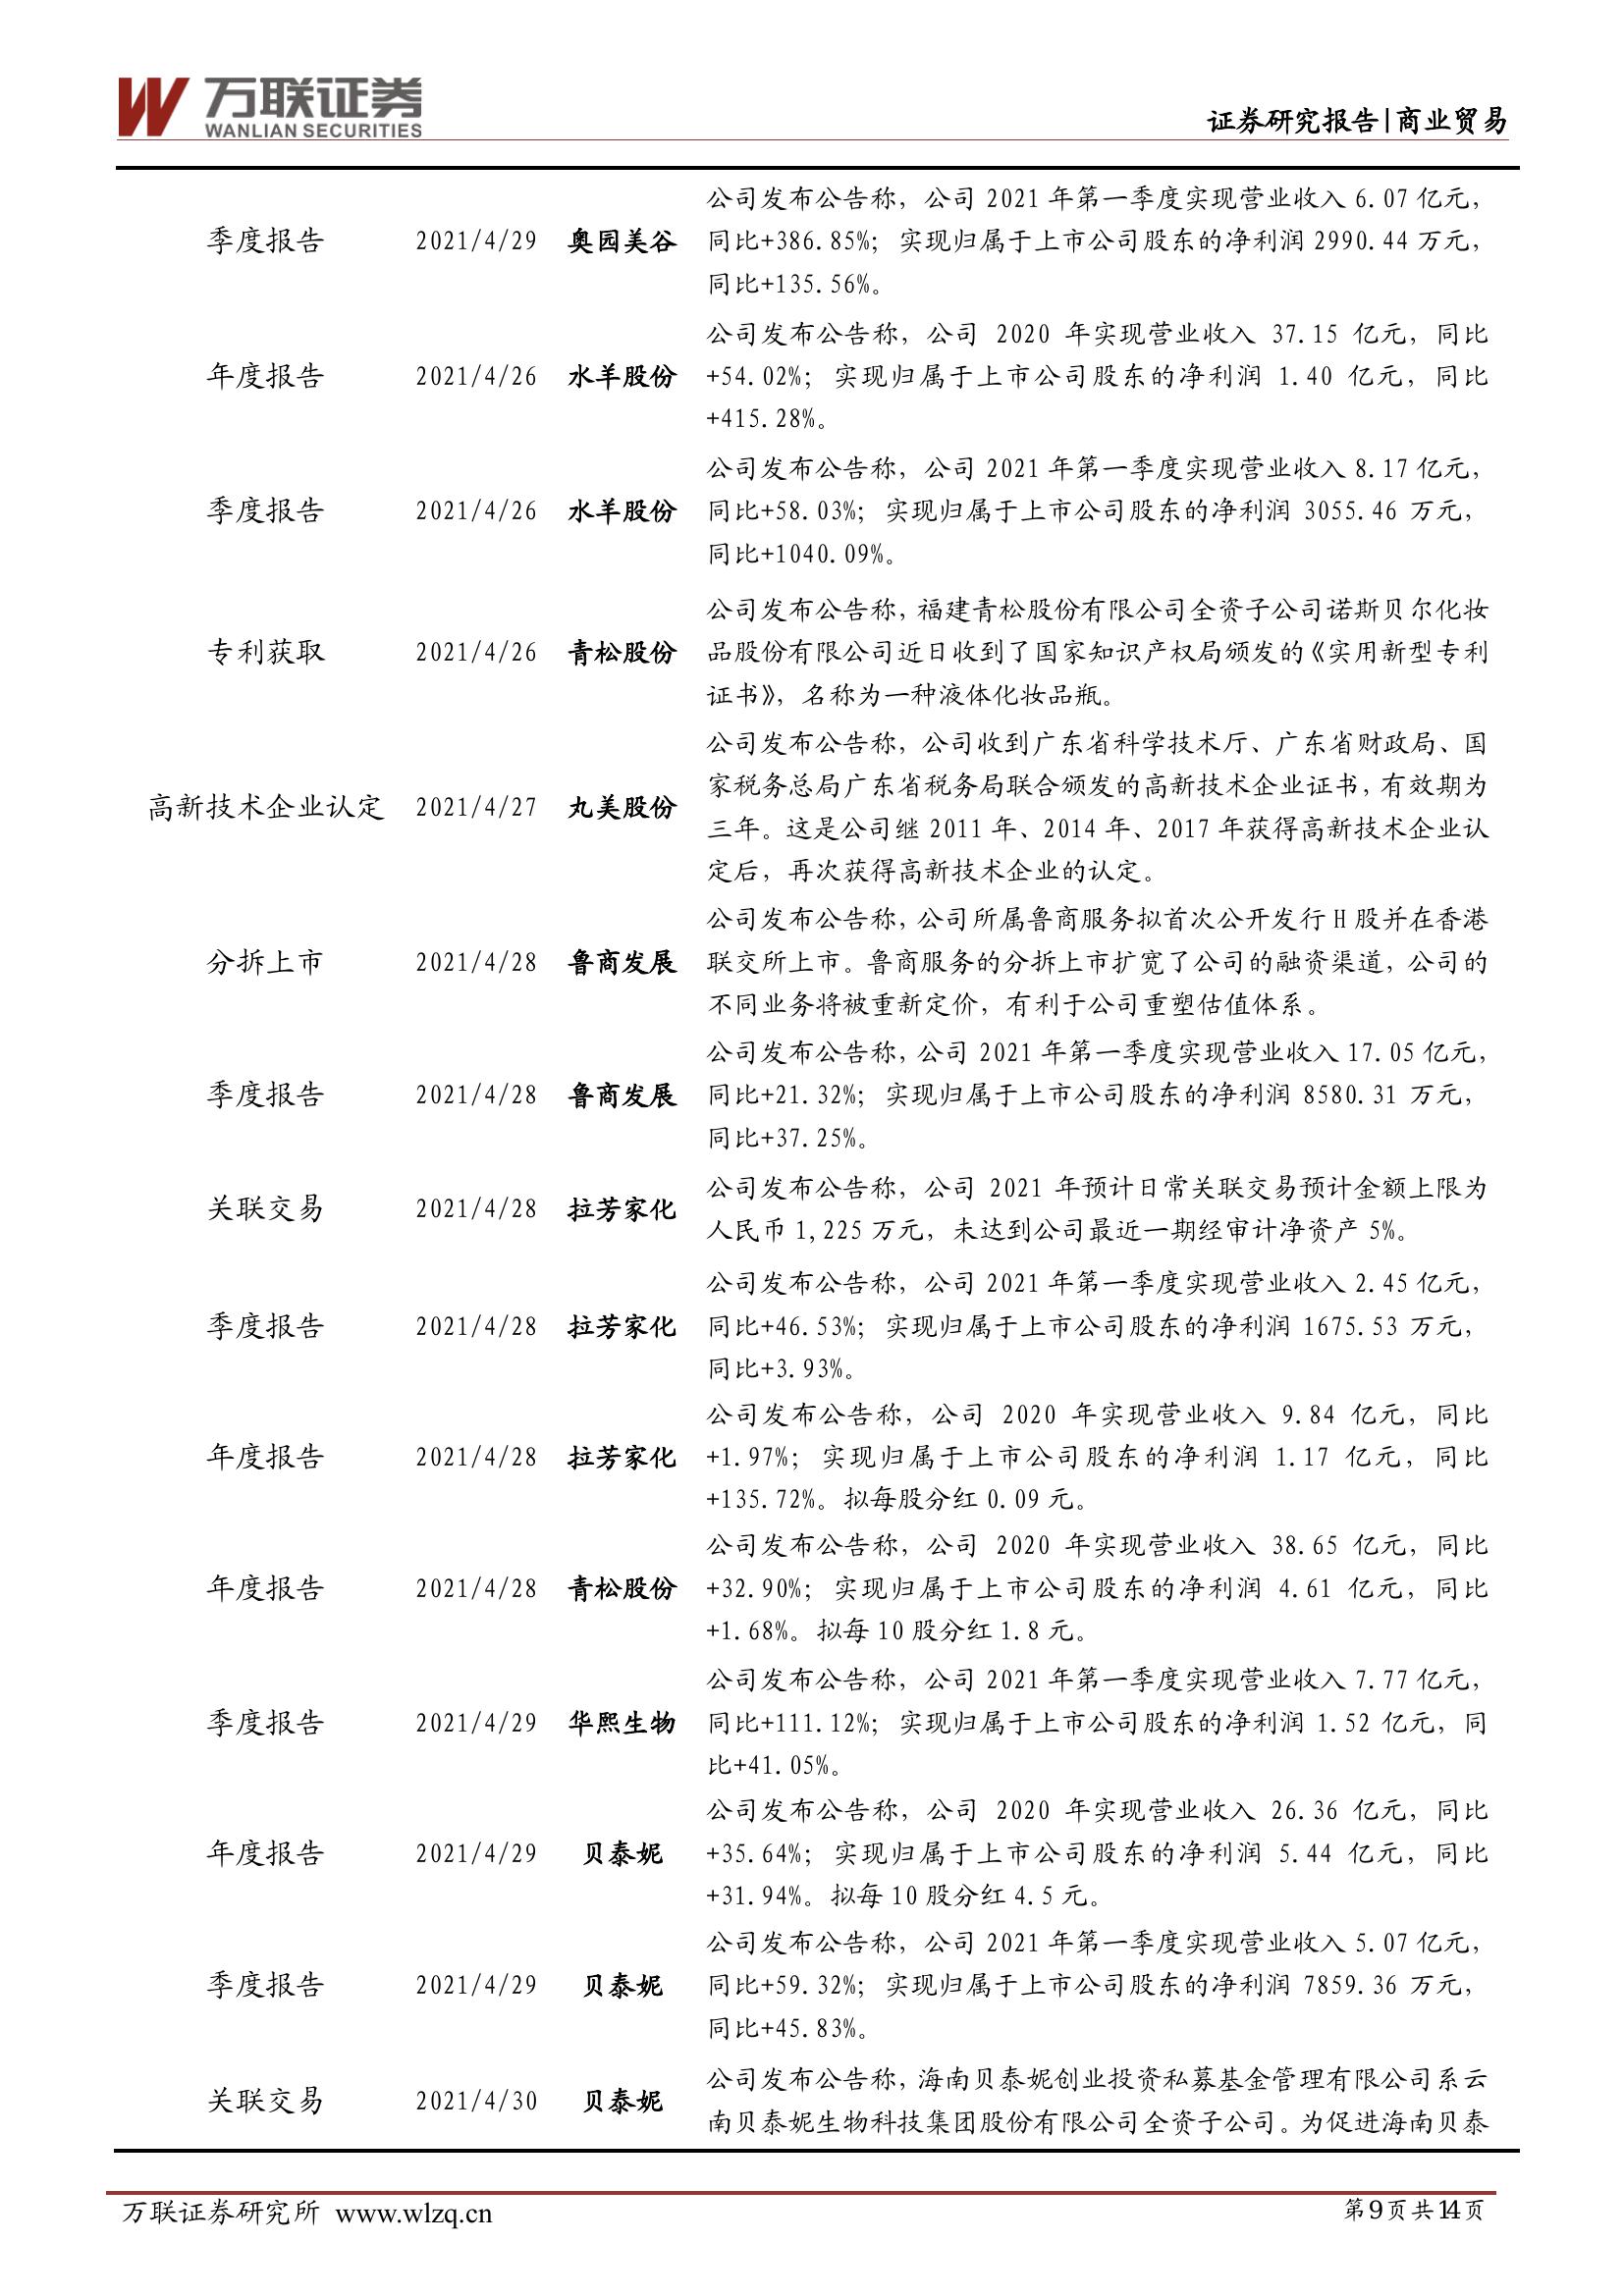 万联证券
WANLIAN SECURITIES
证券研究报告|商业贸易
公司发布公告称，公司 2021 年第一季度实现营业收入 6.07 亿元，
季度报告 2021/4/29 奥园美谷 同比+386.85%；实现归属于上市公司股东的净利润 2990.44 万元，
同比+135.56%。
公司发布公告称，公司 2020 年实现营业收入 37.15 亿元，同比
年度报告 2021/4/26 水羊股份 +54.02%；实现归属于上市公司股东的净利润 1.40 亿元，同比
+415.28%。
公司发布公告称，公司 2021 年第一季度实现营业收入 8.17 亿元，
季度报告 2021/4/26 水羊股份 同比+58.03%；实现归属于上市公司股东的净利润 3055.46 万元，
同比+1040.09%。
公司发布公告称，福建青松股份有限公司全资子公司诺斯贝尔化妆
专利获取 2021/4/26 青松股份 品股份有限公司近日收到了国家知识产权局颁发的《实用新型专利
证书》，名称为一种液体化妆品瓶。
公司发布公告称，公司收到广东省科学技术厅、广东省财政局、国
家税务总局广东省税务局联合颁发的高新技术企业证书，有效期为
高新技术企业认定 2021/4/27 丸美股份
三年。这是公司继 2011 年、2014 年、2017 年获得高新技术企业认
定后，再次获得高新技术企业的认定。
公司发布公告称，公司所属鲁商服务拟首次公开发行 H 股并在香港
分拆上市 2021/4/28 鲁商发展 联交所上市。鲁商服务的分拆上市扩宽了公司的融资渠道，公司的
不同业务将被重新定价，有利于公司重塑估值体系。
公司发布公告称，公司 2021 年第一季度实现营业收入 17.05 亿元，
季度报告 2021/4/28 鲁商发展 同比+21.32%；实现归属于上市公司股东的净利润 8580.31 万元，
同比+37.25%。
公司发布公告称，公司 2021 年预计日常关联交易预计金额上限为
关联交易 2021/4/28 拉芳家化
人民币 1,225 万元，未达到公司最近一期经审计净资产 5%。
公司发布公告称，公司 2021 年第一季度实现营业收入 2.45 亿元，
季度报告 2021/4/28 拉芳家化 同比+46.53%；实现归属于上市公司股东的净利润 1675.53 万元，
同比+3.93%。
公司发布公告称，公司 2020 年实现营业收入 9.84 亿元，同比
年度报告 2021/4/28 拉芳家化 +1.97%；实现归属于上市公司股东的净利润 1.17 亿元，同比
+135.72%。拟每股分红 0.09 元。
公司发布公告称，公司 2020 年实现营业收入 38.65 亿元，同比
年度报告 2021/4/28 青松股份 +32.90%；实现归属于上市公司股东的净利润 4.61 亿元，同比
+1.68%。拟每 10 股分红 1.8 元。
公司发布公告称，公司 2021 年第一季度实现营业收入 7.77 亿元，
季度报告 2021/4/29 华熙生物 同比+111.12%；实现归属于上市公司股东的净利润 1.52 亿元，同
比+41.05%。
公司发布公告称，公司 2020 年实现营业收入 26.36 亿元，同比
年度报告 2021/4/29 贝泰妮 +35.64%；实现归属于上市公司股东的净利润 5.44 亿元，同比
+31.94%。拟每 10 股分红 4.5 元。
公司发布公告称，公司 2021 年第一季度实现营业收入 5.07 亿元，
季度报告 2021/4/29 贝泰妮 同比+59.32%；实现归属于上市公司股东的净利润 7859.36 万元，
同比+45.83%。
公司发布公告称，海南贝泰妮创业投资私募基金管理有限公司系云
关联交易 2021/4/30 贝泰妮
南贝泰妮生物科技集团股份有限公司全资子公司。为促进海南贝泰
万联证券研究所 www.wlzq.cn 第9页共14页